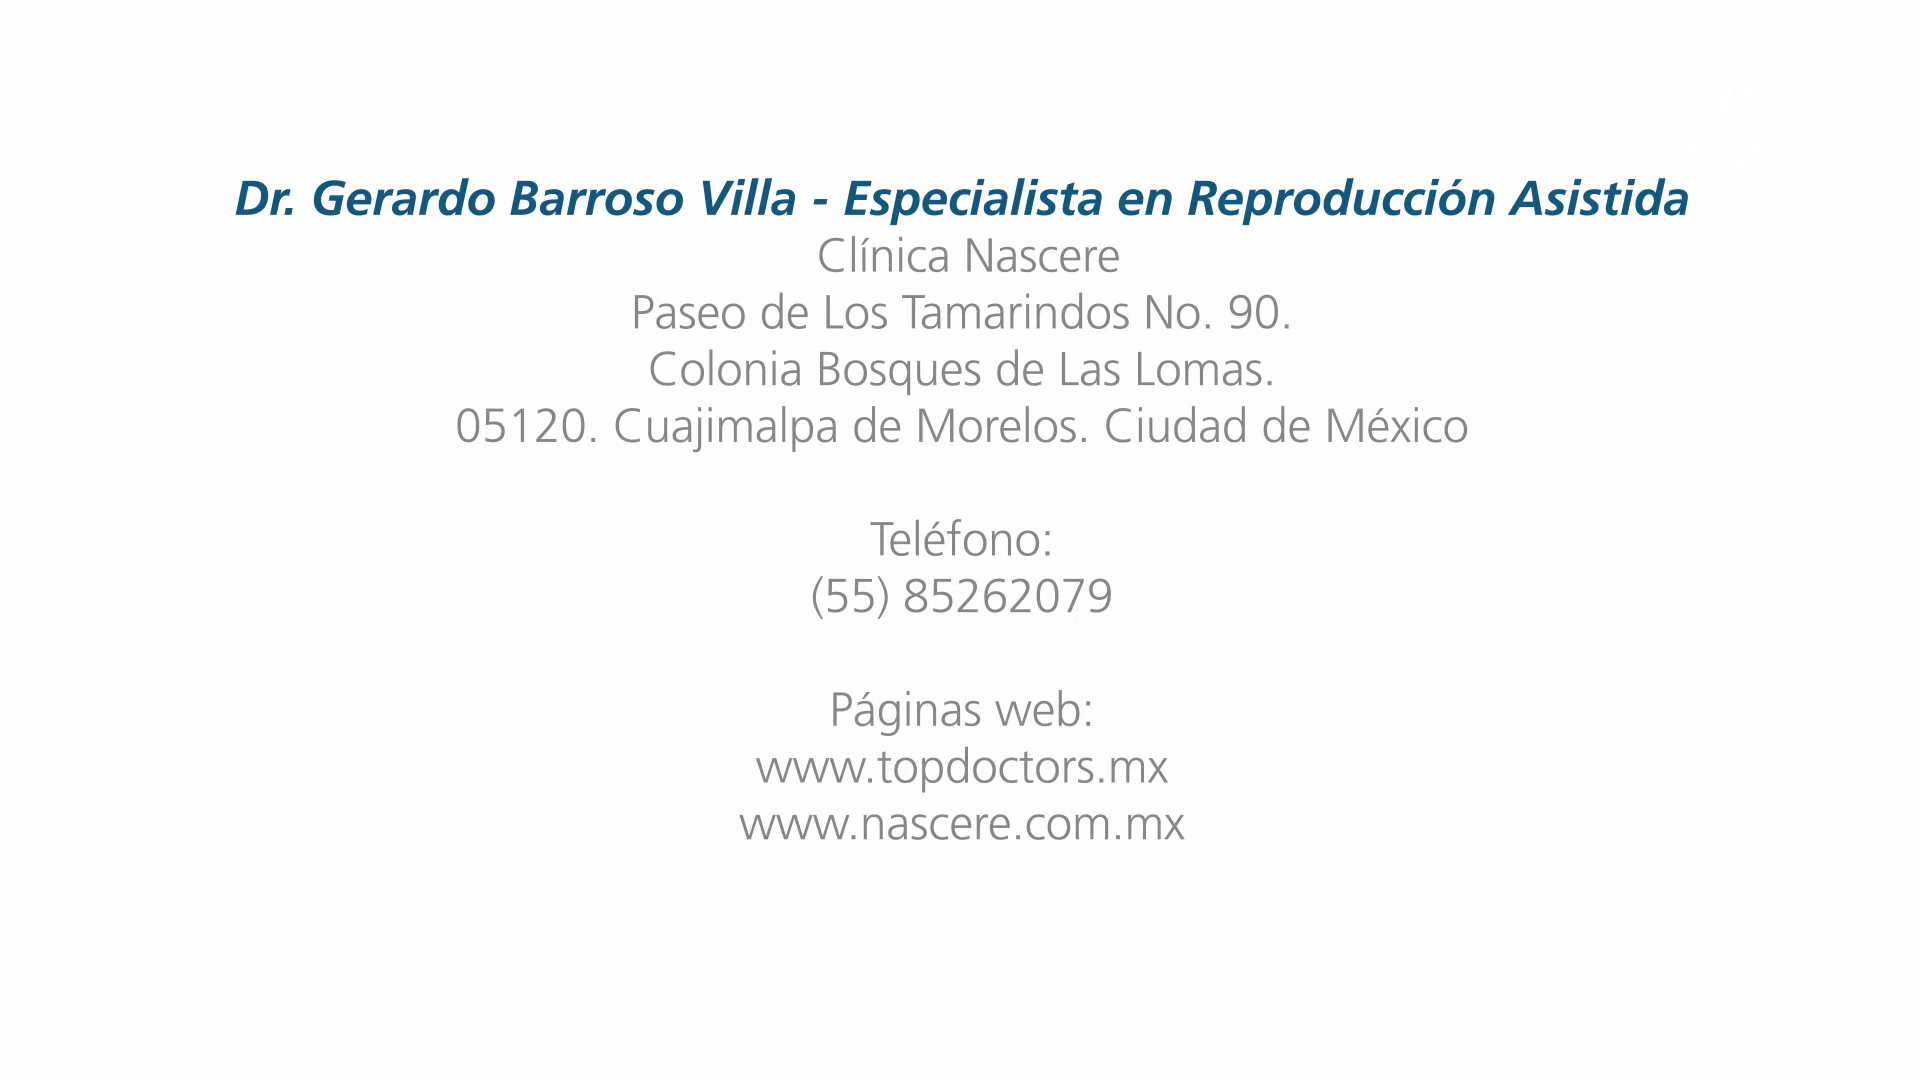 Dr. Gerardo Barroso Villa - Especialista en Reproducción Asistida
Clínica Nascere
Paseo de Los Tamarindos No. 90.
Colonia Bosques de Las Lomas.
05120. Cuajimalpa de Morelos. Ciudad de México
Teléfono:
(55) 85262079
Páginas web:
www.topdoctors.mx
www.nascere.com.mx